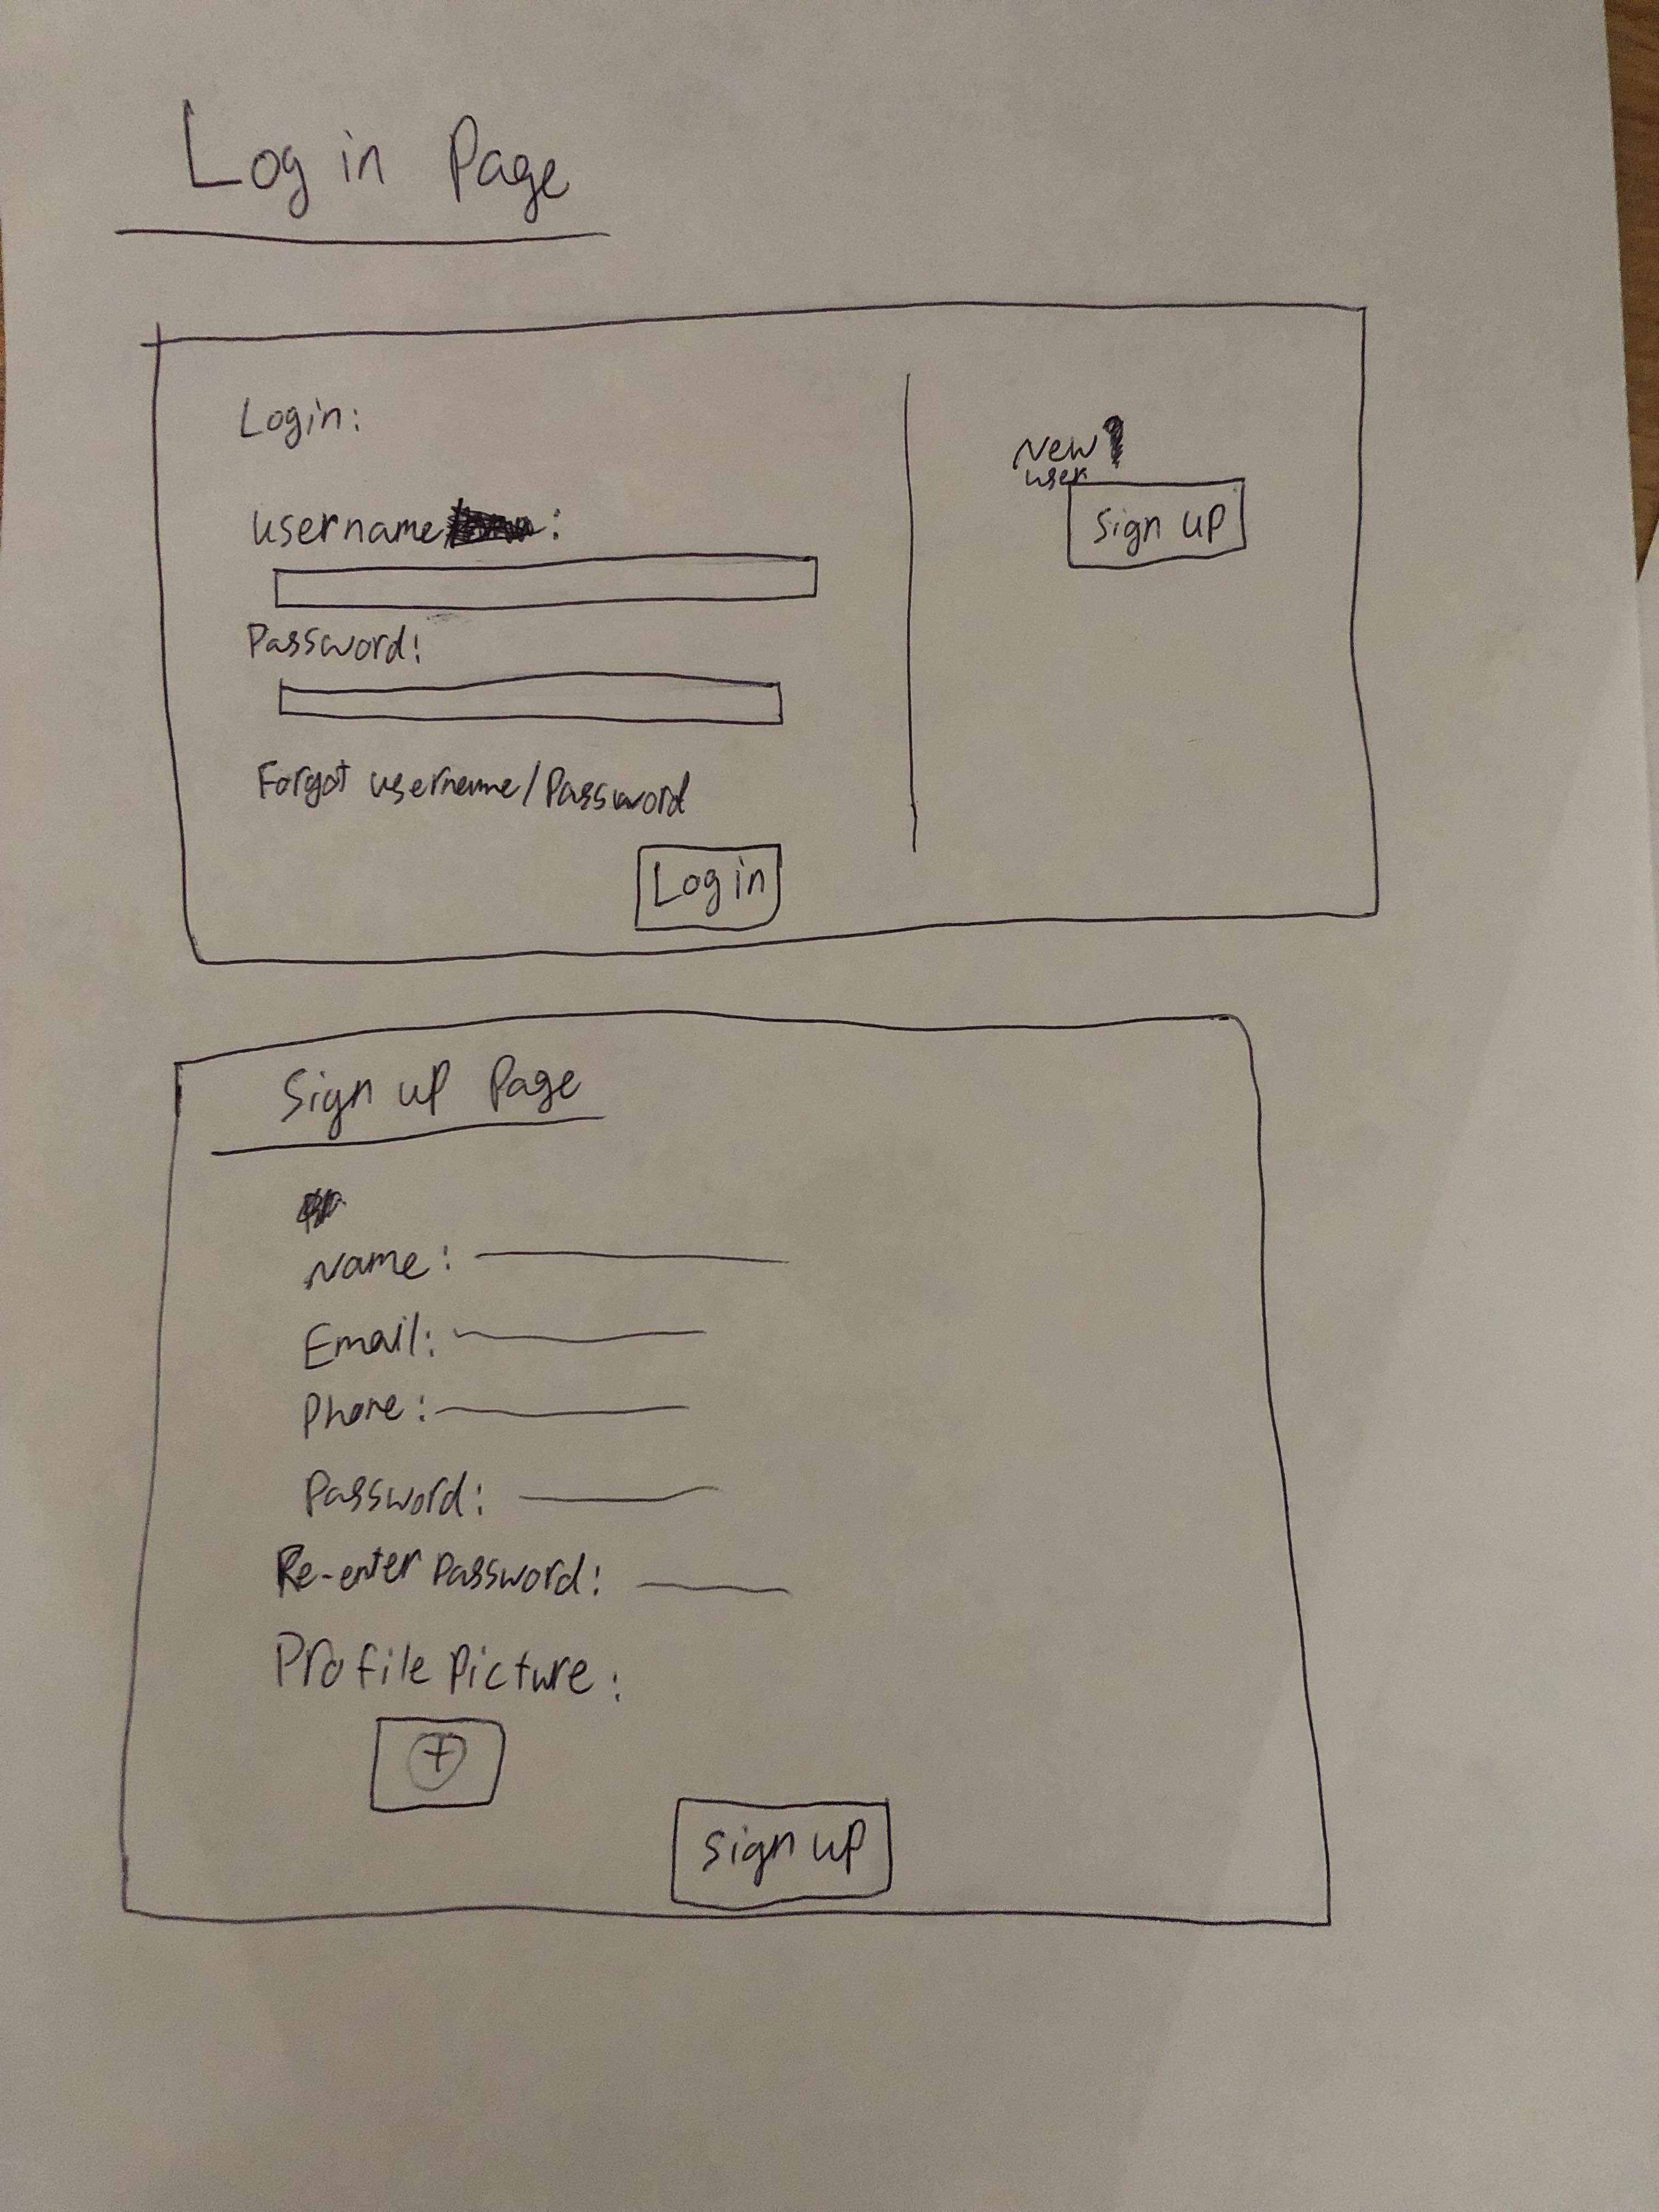 Log in Page
Login:
username :
Password:
Forgot username/Password
Log in
New
user
Sign up
Sign up Page
Name:
Email:
Phone:
Password:
Re-enter Password:
Profile Picture:
+
Sign up